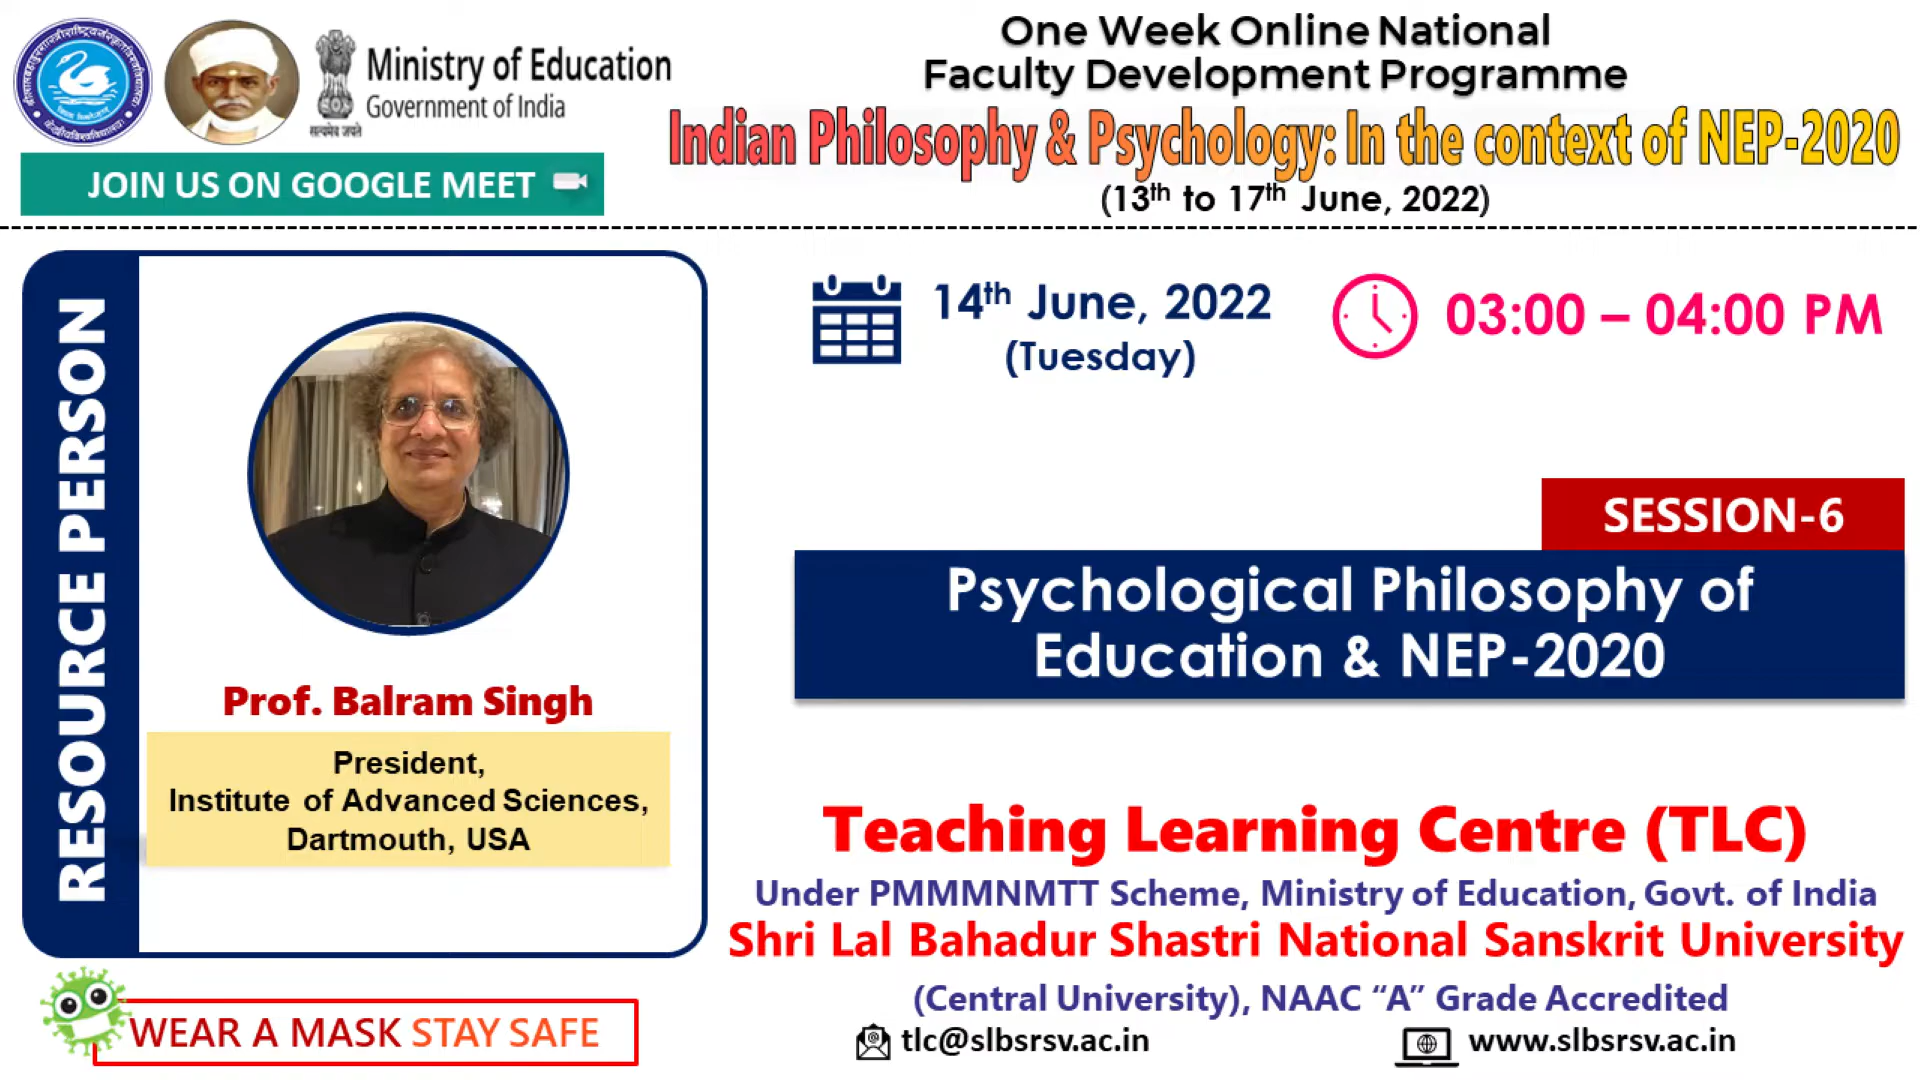 Ministry of Education
Government of India
सत्यमेव जयते
JOIN US ON GOOGLE MEET
One Week Online National
Faculty Development Programme
Indian Philosophy & Psychology: In the context of NEP-2020
(13th to 17th June, 2022)
RESOURCE PERSON
Prof. Balram Singh
President,
Institute of Advanced Sciences,
Dartmouth, USA
WEAR A MASK STAY SAFE
14th June, 2022
(Tuesday)
03:00 – 04:00 PM
SESSION-6
Psychological Philosophy of
Education & NEP-2020
Teaching Learning Centre (TLC)
Under PMMMNMTT Scheme, Ministry of Education, Govt. of India
Shri Lal Bahadur Shastri National Sanskrit University
(Central University), NAAC “A” Grade Accredited
tlc@slbsrsv.ac.in
www.slbsrsv.ac.in